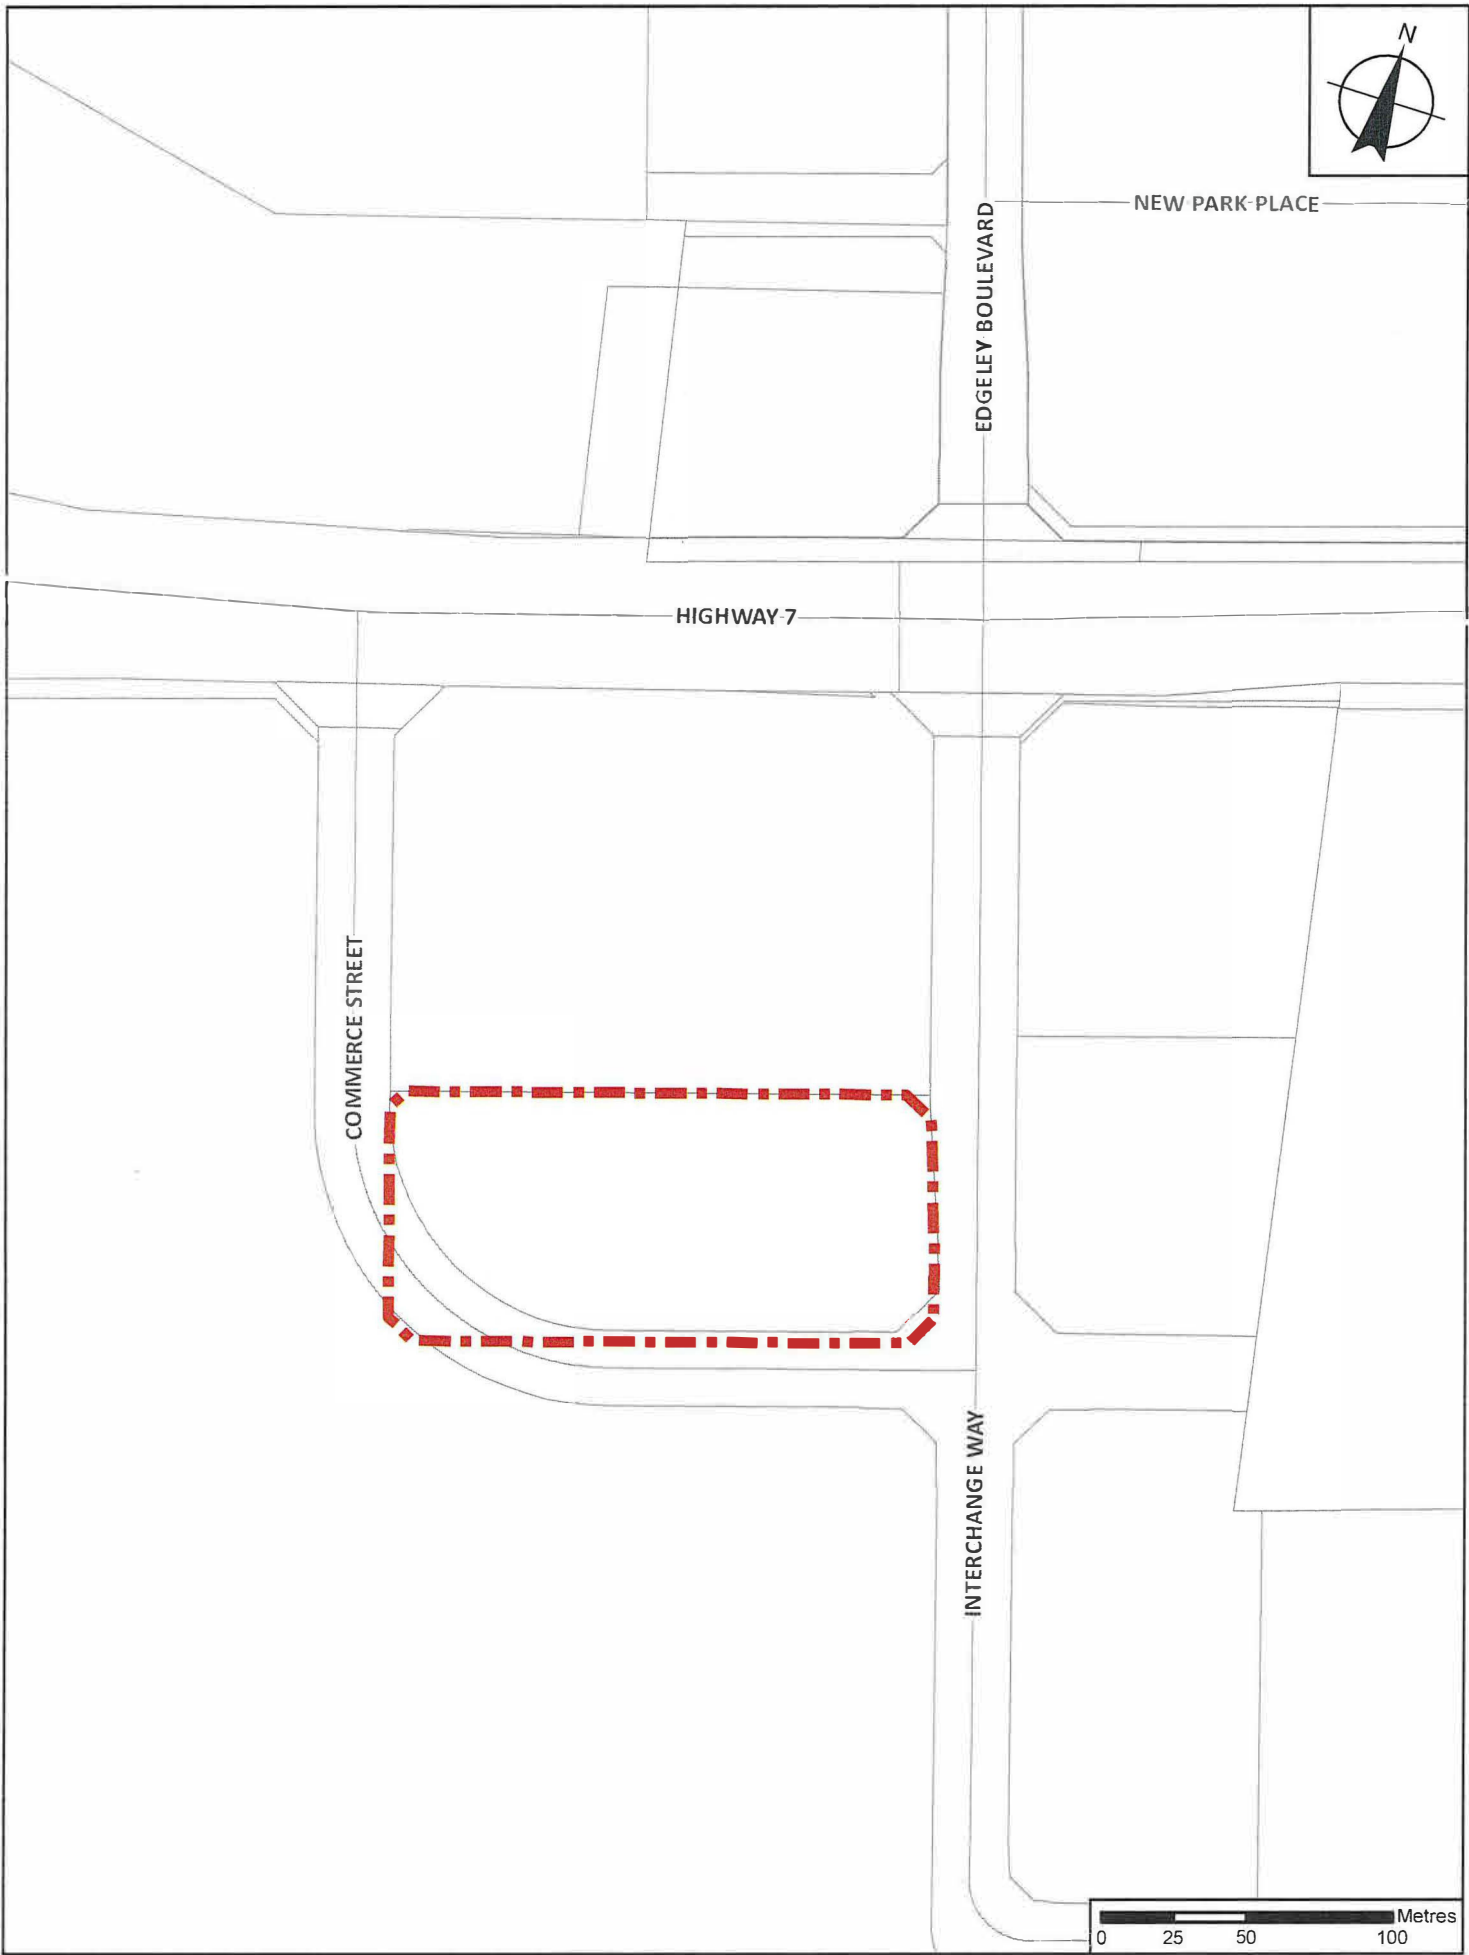 N
NEW PARK PLACE
EDGELEY BOULEVARD
HIGHWAY 7
COMMERCE STREET
INTERCHANGE WAY
Metres
0 25 50 100